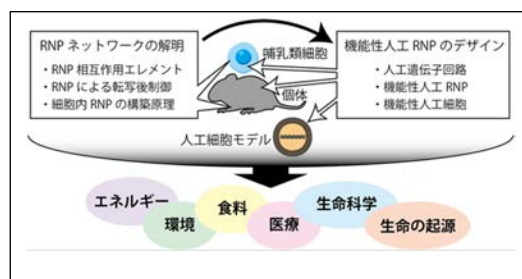 RNP ネットワークの解明
・RNP 相互作用エレメント
・RNP による転写後制御
・細胞内 RNP の構築原理
哺乳類細胞
個体
人工細胞モデル
機能性人工 RNP のデザイン
・人工遺伝子回路
・機能性人工 RNP
・機能性人工細胞
エネルギー
環境
食料
医療
生命科学
生命の起源